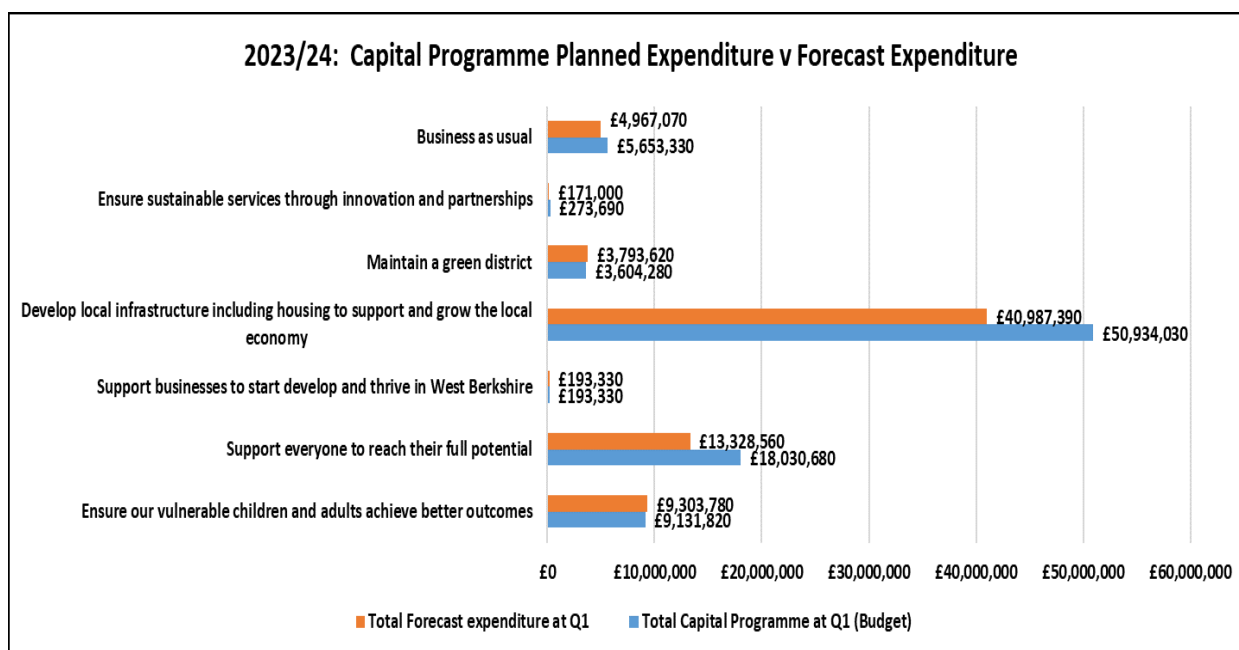 2023/24:  Capital Programme Planned Expenditure v Forecast Expenditure
Business as usual
£4,967,070
£5,653,330
Ensure sustainable services through innovation and partnerships
£171,000
£273,690
Maintain a green district
£3,793,620
£3,604,280
Develop local infrastructure including housing to support and grow the local
economy
£40,987,390
£50,934,030
Support businesses to start develop and thrive in West Berkshire
£193,330
£193,330
Support everyone to reach their full potential
£13,328,560
£18,030,680
Ensure our vulnerable children and adults achieve better outcomes
£9,303,780
£9,131,820
£0 £10,000,000 £20,000,000 £30,000,000 £40,000,000 £50,000,000 £60,000,000
Total Forecast expenditure at Q1 Total Capital Programme at Q1 (Budget)